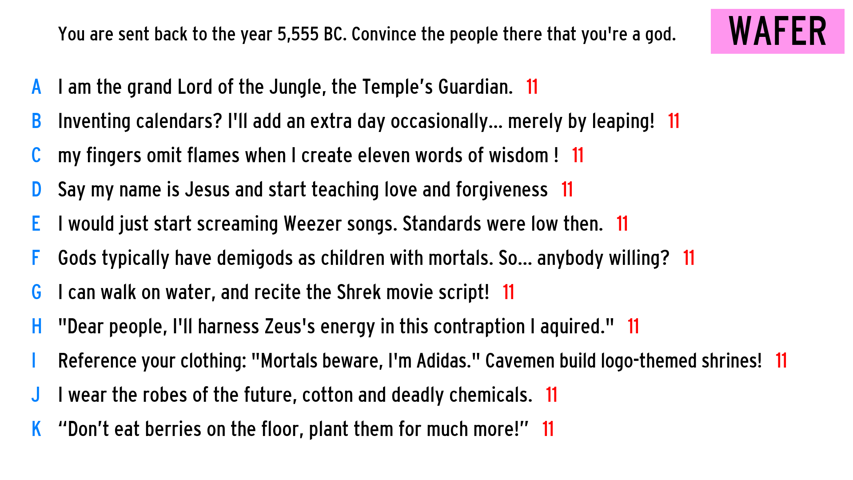 You are sent back to the year 5,555 BC. Convince the people there that you're a god.
WAFER
A I am the grand Lord of the Jungle, the Temple’s Guardian. 11
B Inventing calendars? I'll add an extra day occasionally... merely by leaping! 11
C my fingers omit flames when I create eleven words of wisdom ! 11
D Say my name is Jesus and start teaching love and forgiveness 11
E I would just start screaming Weezer songs. Standards were low then. 11
F Gods typically have demigods as children with mortals. So... anybody willing? 11
G I can walk on water, and recite the Shrek movie script! 11
H "Dear people, I'll harness Zeus's energy in this contraption I aquired." 11
I Reference your clothing: "Mortals beware, I'm Adidas." Cavemen build logo-themed shrines! 11
J I wear the robes of the future, cotton and deadly chemicals. 11
K “Don’t eat berries on the floor, plant them for much more!” 11